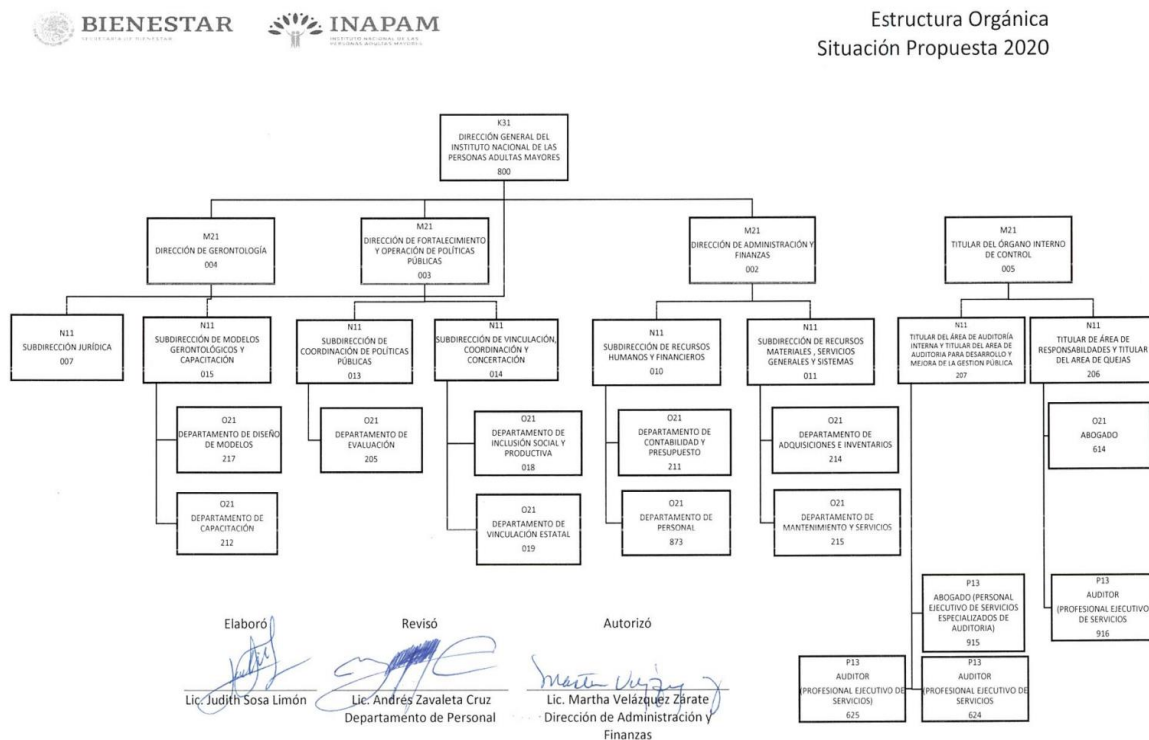 BIENESTAR
SECRETARÍA DE BIENESTAR
INAPAM
INSTITUTO NACIONAL DE LAS
PERSONAS ADULTAS MAYORES
Estructura Orgánica
Situación Propuesta 2020
K31
DIRECCIÓN GENERAL DEL
INSTITUTO NACIONAL DE LAS
PERSONAS ADULTAS MAYORES
800
M21
DIRECCIÓN DE GERONTOLOGÍA
004
M21
DIRECCIÓN DE FORTALECIMIENTO
Y OPERACIÓN DE POLÍTICAS
PÚBLICAS
003
M21
DIRECCIÓN DE ADMINISTRACIÓN Y
FINANZAS
002
M21
TITULAR DEL ÓRGANO INTERNO
DE CONTROL
005
N11
SUBDIRECCIÓN JURÍDICA
007
N11
SUBDIRECCIÓN DE MODELOS
GERONTOLÓGICOS Y
CAPACITACIÓN
015
N11
SUBDIRECCIÓN DE
COORDINACIÓN DE POLÍTICAS
PÚBLICAS
013
N11
SUBDIRECCIÓN DE VINCULACIÓN,
COORDINACIÓN Y
CONCERTACIÓN
014
N11
SUBDIRECCIÓN DE RECURSOS
HUMANOS Y FINANCIEROS
010
N11
SUBDIRECCIÓN DE RECURSOS
MATERIALES , SERVICIOS
GENERALES Y SISTEMAS
011
N11
TITULAR DEL ÁREA DE AUDITORÍA
INTERNA Y TITULAR DEL AREA DE
AUDITORIA PARA DESARROLLO Y
MEJORA DE LA GESTION PÚBLICA
207
N11
TITULAR DE ÁREA DE
RESPONSABILDADES Y TITULAR
DEL AREA DE QUEJAS
206
O21
DEPARTAMENTO DE DISEÑO
DE MODELOS
217
O21
DEPARTAMENTO DE
EVALUACIÓN
205
O21
DEPARTAMENTO DE
INCLUSIÓN SOCIAL Y
PRODUCTIVA
018
O21
DEPARTAMENTO DE
CONTABILIDAD Y
PRESUPUESTO
211
O21
DEPARTAMENTO DE
ADQUISICIONES E INVENTARIOS
214
O21
ABOGADO
614
O21
DEPARTAMENTO DE
CAPACITACIÓN
212
O21
DEPARTAMENTO DE
VINCULACIÓN ESTATAL
019
O21
DEPARTAMENTO DE
PERSONAL
873
O21
DEPARTAMENTO DE
MANTENIMIENTO Y SERVICIOS
215
P13
ABOGADO (PERSONAL
EJECUTIVO DE SERVICIOS
ESPECIALIZADOS DE
AUDITORIA)
915
P13
AUDITOR
(PROFESIONAL EJECUTIVO
DE SERVICIOS
916
P13
AUDITOR
(PROFESIONAL EJECUTIVO DE
SERVICIOS)
625
P13
AUDITOR
(PROFESIONAL EJECUTIVO DE
SERVICIOS
624
Elaboró
Lic. Judith Sosa Limón
Revisó
Lic. Andrés Zavaleta Cruz
Departamento de Personal
Autorizó
Lic. Martha Velázquez Zárate
Dirección de Administración y
Finanzas